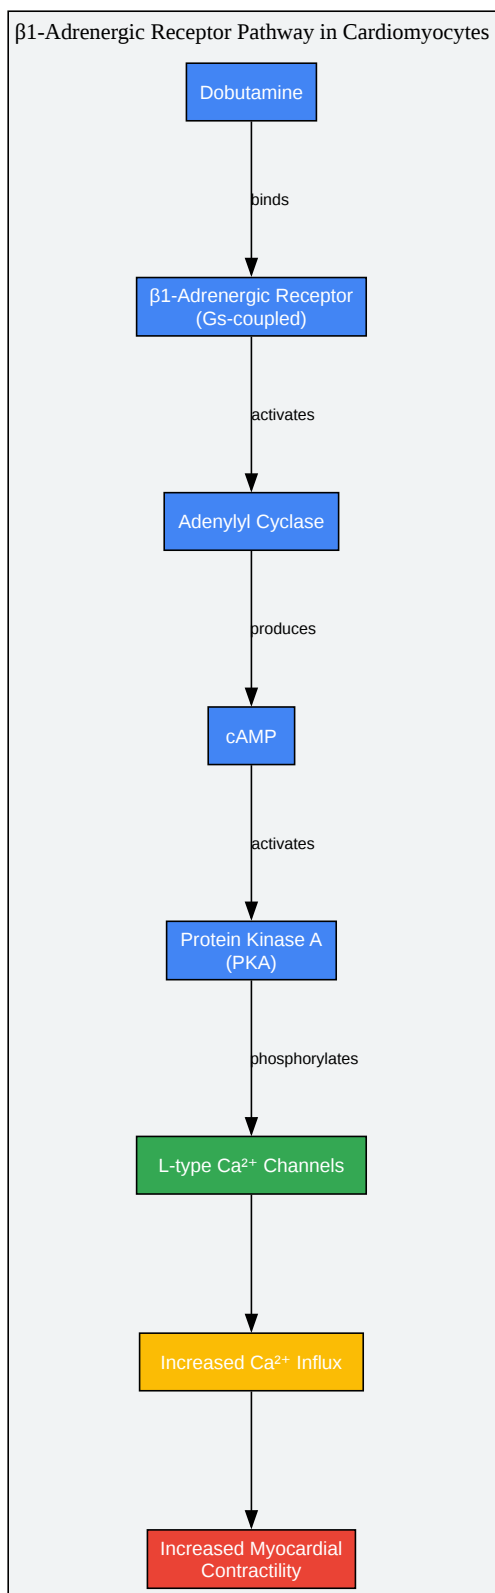 β1-Adrenergic Receptor Pathway in Cardiomyocytes
Dobutamine
binds
β1-Adrenergic Receptor
(Gs-coupled)
activates
Adenylyl Cyclase
produces
cAMP
activates
Protein Kinase A
(PKA)
phosphorylates
L-type Ca²⁺ Channels
Increased Ca²⁺ Influx
Increased Myocardial
Contractility